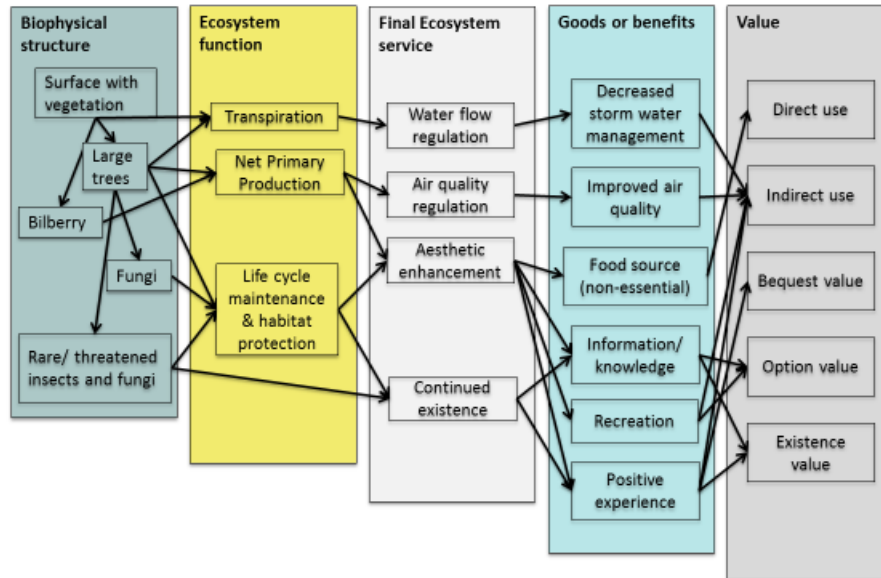 Biophysical
structure
Surface with
vegetation
Large
trees
Bilberry
Fungi
Rare/ threatened
insects and fungi
Ecosystem
function
Transpiration
Net Primary
Production
Life cycle
maintenance
& habitat
protection
Final Ecosystem
service
Water flow
regulation
Air quality
regulation
Aesthetic
enhancement
Continued
existence
Goods or benefits
Decreased
storm water
management
Improved air
quality
Food source
(non-essential)
Information/
knowledge
Recreation
Positive
experience
Value
Direct use
Indirect use
Bequest value
Option value
Existence
value